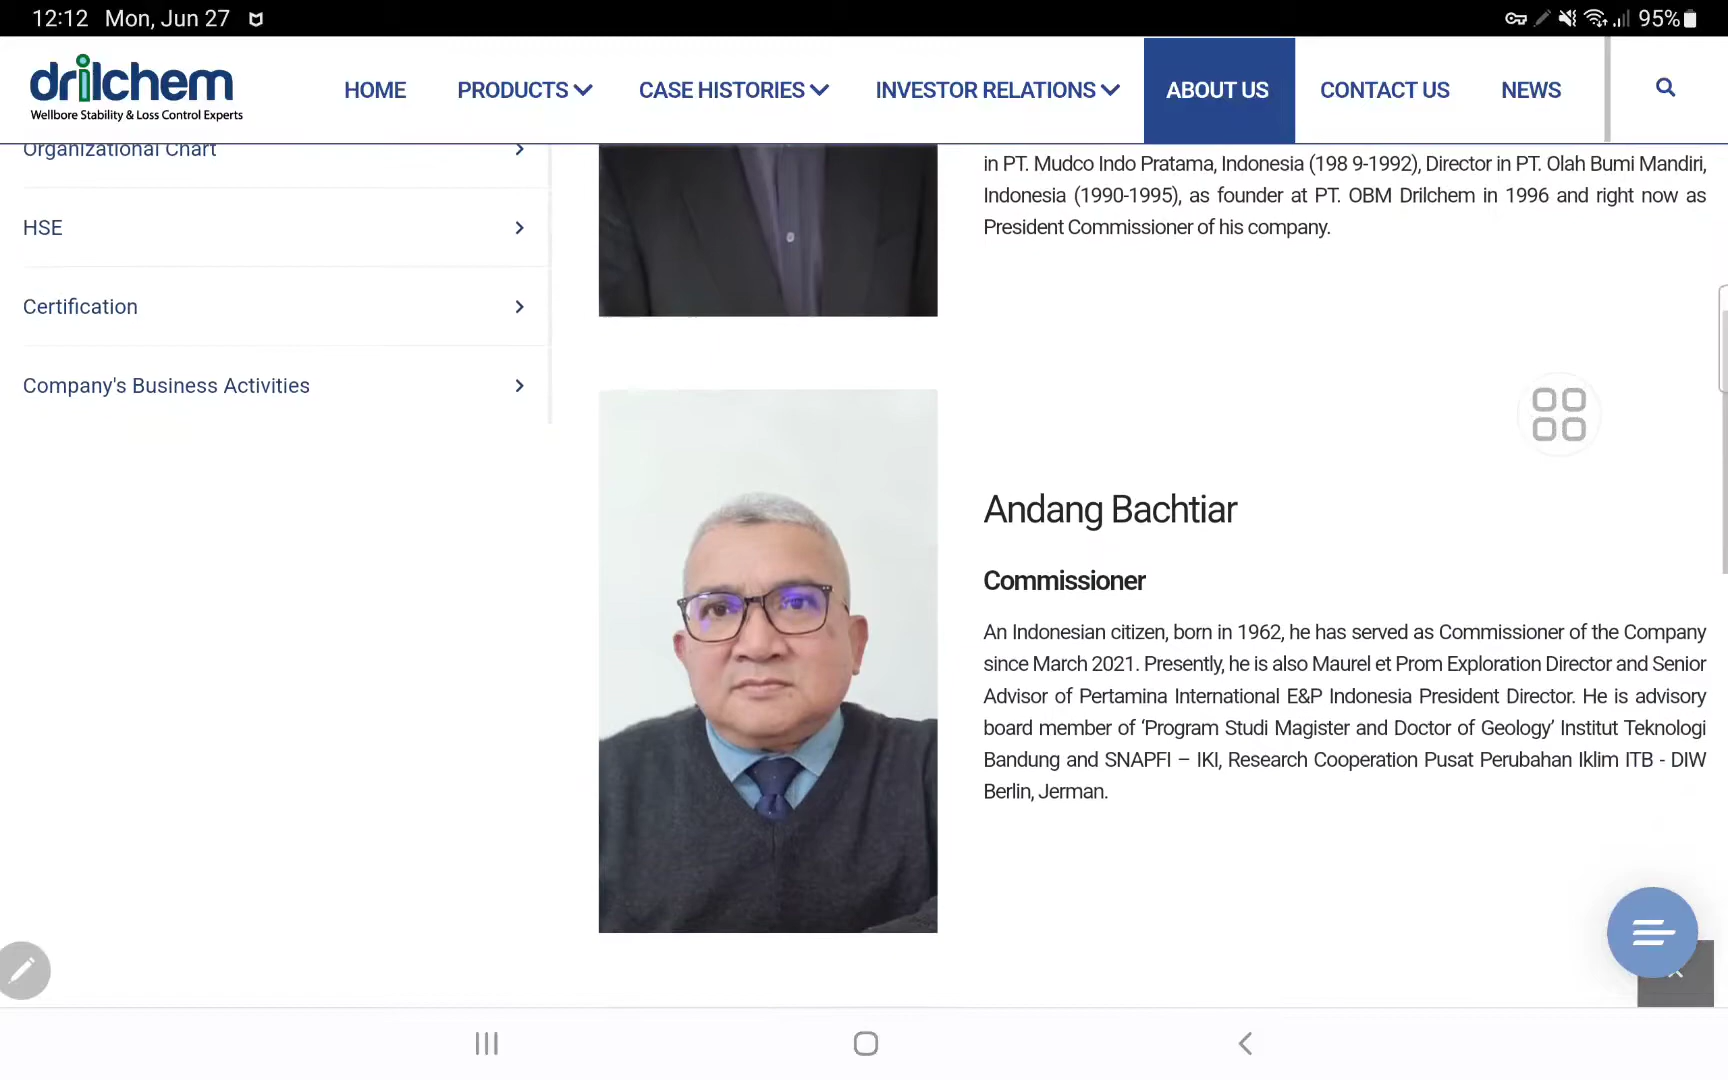 12:12 Mon, Jun 27
95%
drilchem
Wellbore Stability & Loss Control Experts
HOME
PRODUCTS
CASE HISTORIES
INVESTOR RELATIONS
ABOUT US
CONTACT US
NEWS
Organizational Chart
HSE
Certification
Company's Business Activities
in PT. Mudco Indo Pratama, Indonesia (198 9-1992), Director in PT. Olah Bumi Mandiri,
Indonesia (1990-1995), as founder at PT. OBM Drilchem in 1996 and right now as
President Commissioner of his company.
Andang Bachtiar
Commissioner
An Indonesian citizen, born in 1962, he has served as Commissioner of the Company
since March 2021. Presently, he is also Maurel et Prom Exploration Director and Senior
Advisor of Pertamina International E&P Indonesia President Director. He is advisory
board member of ‘Program Studi Magister and Doctor of Geology’ Institut Teknologi
Bandung and SNAPFI – IKI, Research Cooperation Pusat Perubahan Iklim ITB - DIW
Berlin, Jerman.